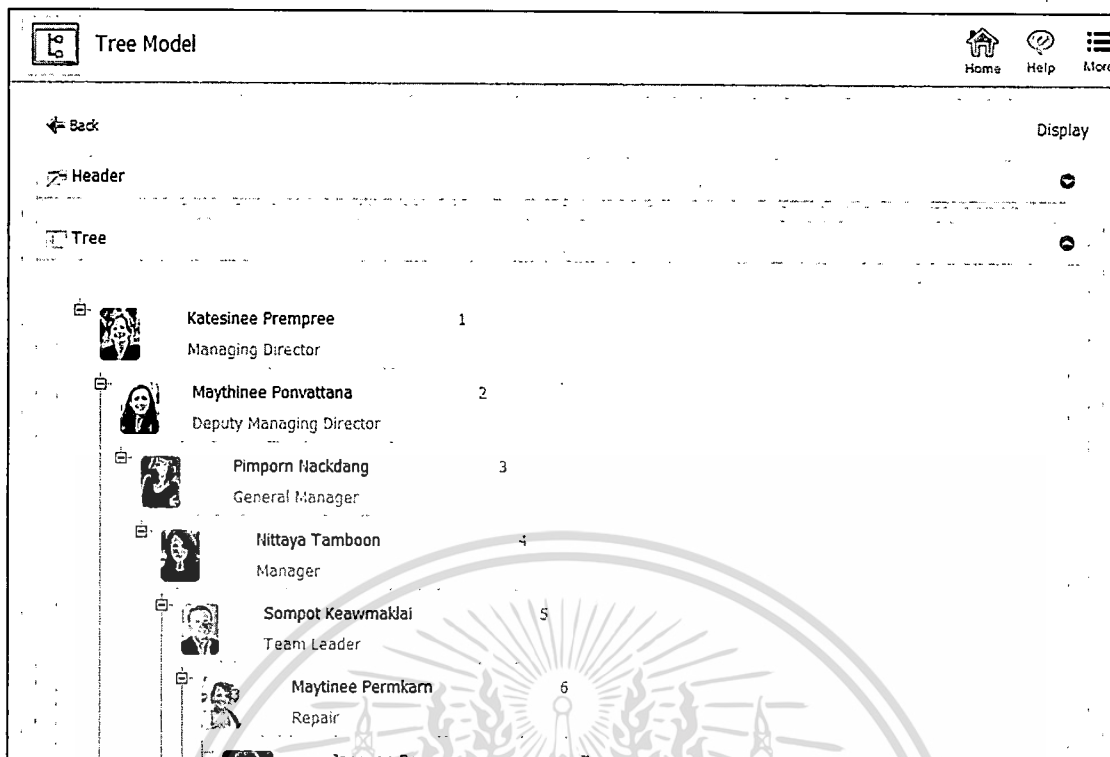 Tree Model
Home Help More
Back Display
Header
Tree
Katesinee Prempree 1
Managing Director
Maythinee Ponvattana 2
Deputy Managing Director
Pimporn Nackdang 3
General Manager
Nittaya Tamboon 4
Manager
Sompot Keawmaklai 5
Team Leader
Maytinee Permkarn 6
Repair